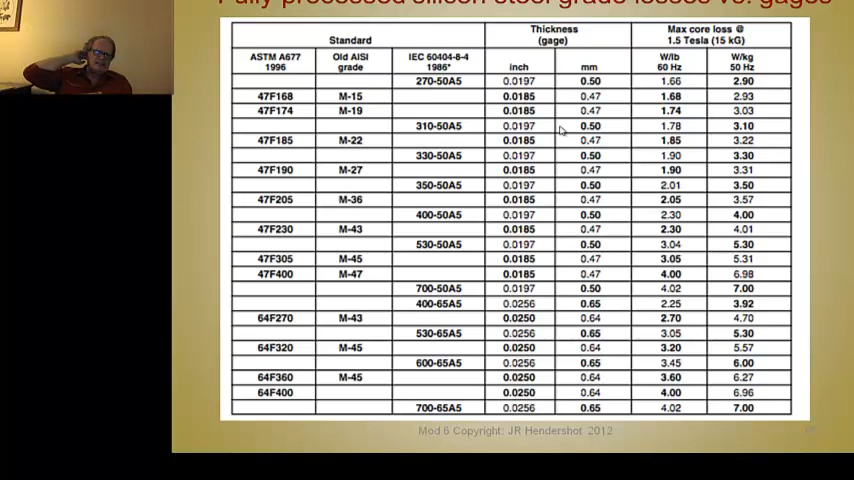 Fully processed silicon steel grade losses vs. gages
Standard Thickness (gage) Max core loss @ 1.5 Tesla (15 kG)
ASTM A677 1996 Old AISI grade IEC 60404-8-4 1986* inch mm W/lb 60 Hz W/kg 50 Hz
270-50A5 0.0197 0.50 1.66 2.90
47F168 M-15 0.0185 0.47 1.68 2.93
47F174 M-19 0.0185 0.47 1.74 3.03
310-50A5 0.0197 0.50 1.78 3.10
47F185 M-22 0.0185 0.47 1.85 3.22
330-50A5 0.0197 0.50 1.90 3.30
47F190 M-27 0.0185 0.47 1.90 3.31
350-50A5 0.0197 0.50 2.01 3.50
47F205 M-36 0.0185 0.47 2.05 3.57
400-50A5 0.0197 0.50 2.30 4.00
47F230 M-43 0.0185 0.47 2.30 4.01
530-50A5 0.0197 0.50 3.04 5.30
47F305 M-45 0.0185 0.47 3.05 5.31
47F400 M-47 0.0185 0.47 4.00 6.98
700-50A5 0.0197 0.50 4.02 7.00
400-65A5 0.0256 0.65 2.25 3.92
64F270 M-43 0.0250 0.64 2.70 4.70
530-65A5 0.0256 0.65 3.05 5.30
64F320 M-45 0.0250 0.64 3.20 5.57
600-65A5 0.0256 0.65 3.45 6.00
64F360 M-45 0.0250 0.64 3.60 6.27
64F400 0.0250 0.64 4.00 6.96
700-65A5 0.0256 0.65 4.02 7.00
Mod 6 Copyright: JR Hendershot 2012